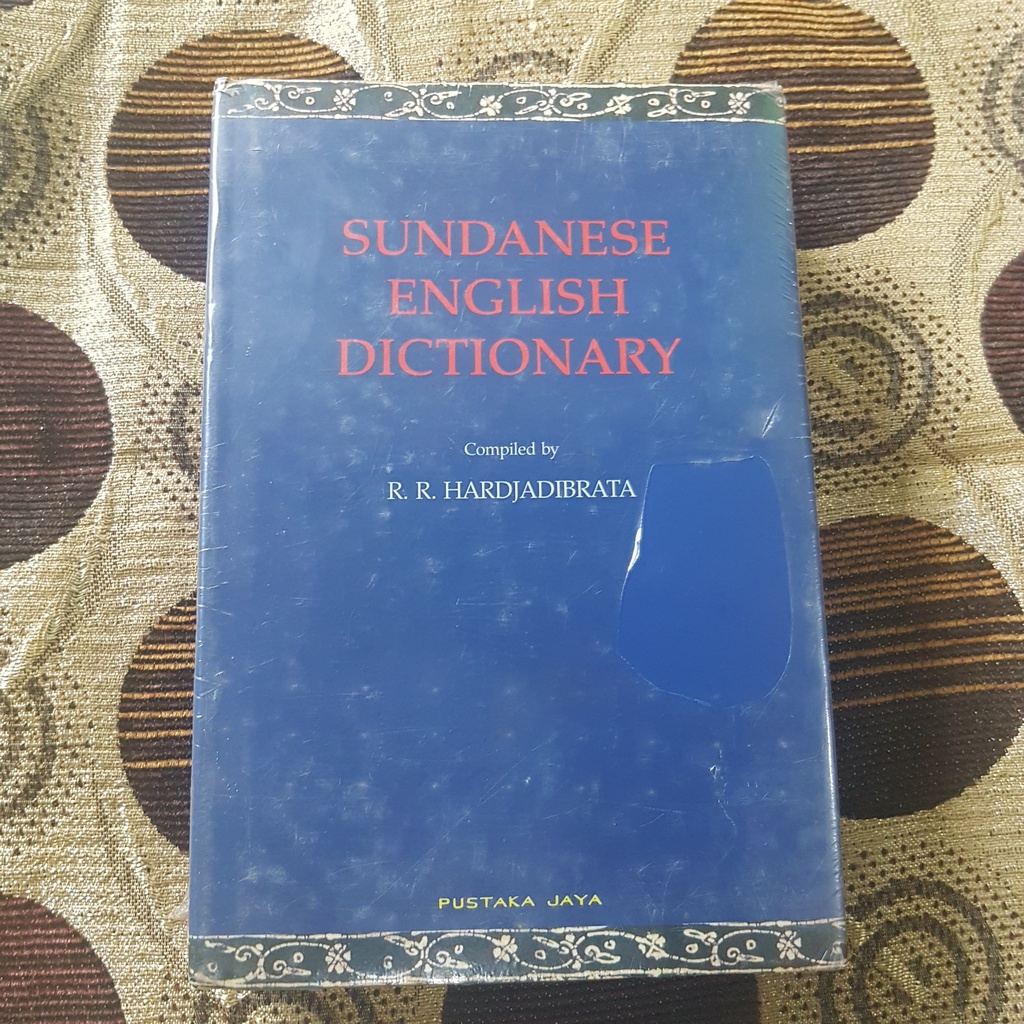 SUNDANESE
ENGLISH
DICTIONARY
Compiled by
R. R. HARDJADIBRATA
PUSTAKA JAYA